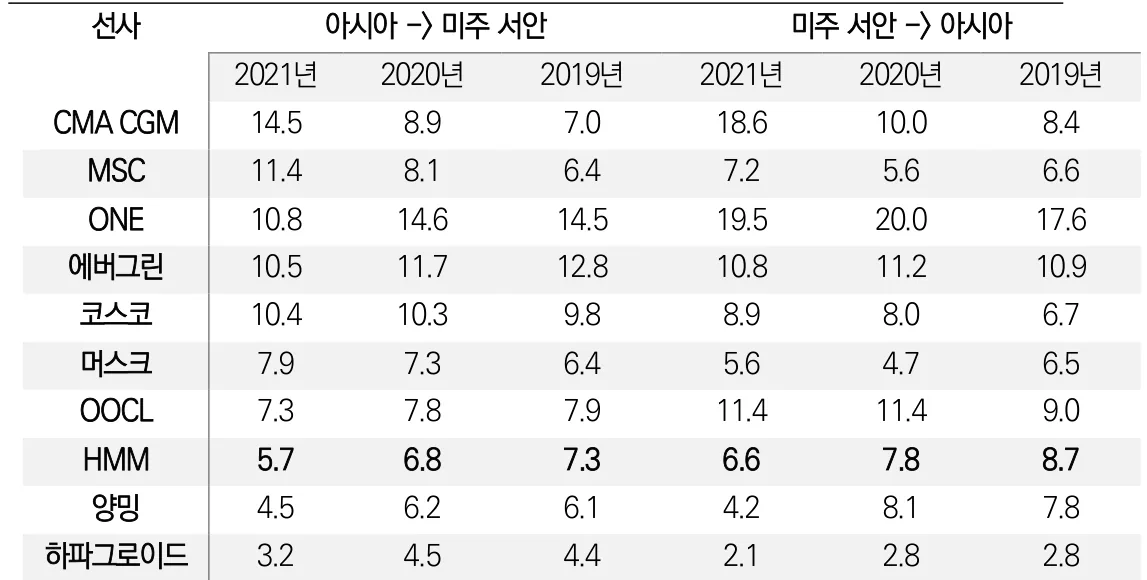 선사 아시아 -> 미주 서안 미주 서안 -> 아시아
2021년 2020년 2019년 2021년 2020년 2019년
CMA CGM 14.5 8.9 7.0 18.6 10.0 8.4
MSC 11.4 8.1 6.4 7.2 5.6 6.6
ONE 10.8 14.6 14.5 19.5 20.0 17.6
에버그린 10.5 11.7 12.8 10.8 11.2 10.9
코스코 10.4 10.3 9.8 8.9 8.0 6.7
머스크 7.9 7.3 6.4 5.6 4.7 6.5
OOCL 7.3 7.8 7.9 11.4 11.4 9.0
HMM 5.7 6.8 7.3 6.6 7.8 8.7
양밍 4.5 6.2 6.1 4.2 8.1 7.8
하파그로이드 3.2 4.5 4.4 2.1 2.8 2.8